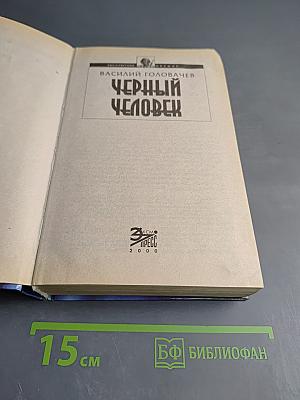 ВАСИЛИЙ ГОЛОВАЧЕВ
ЧЕРНЫЙ
ЧЕЛОВЕК
ЭКСМО
ПРЕСС
2000
15 см
БФ БИБЛИОФАН